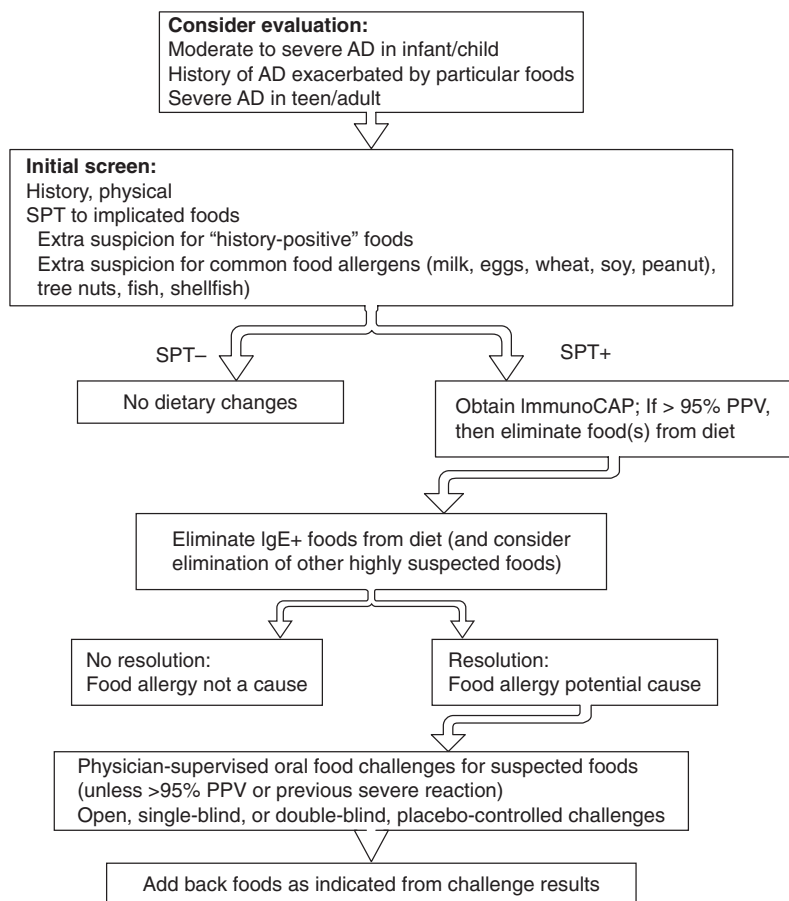 Consider evaluation:
Moderate to severe AD in infant/child
History of AD exacerbated by particular foods
Severe AD in teen/adult
Initial screen:
History, physical
SPT to implicated foods
Extra suspicion for “history-positive” foods
Extra suspicion for common food allergens (milk, eggs, wheat, soy, peanut),
tree nuts, fish, shellfish)
SPT–
SPT+
No dietary changes
Obtain ImmunoCAP; If > 95% PPV,
then eliminate food(s) from diet
Eliminate IgE+ foods from diet (and consider
elimination of other highly suspected foods)
No resolution:
Food allergy not a cause
Resolution:
Food allergy potential cause
Physician-supervised oral food challenges for suspected foods
(unless >95% PPV or previous severe reaction)
Open, single-blind, or double-blind, placebo-controlled challenges
Add back foods as indicated from challenge results